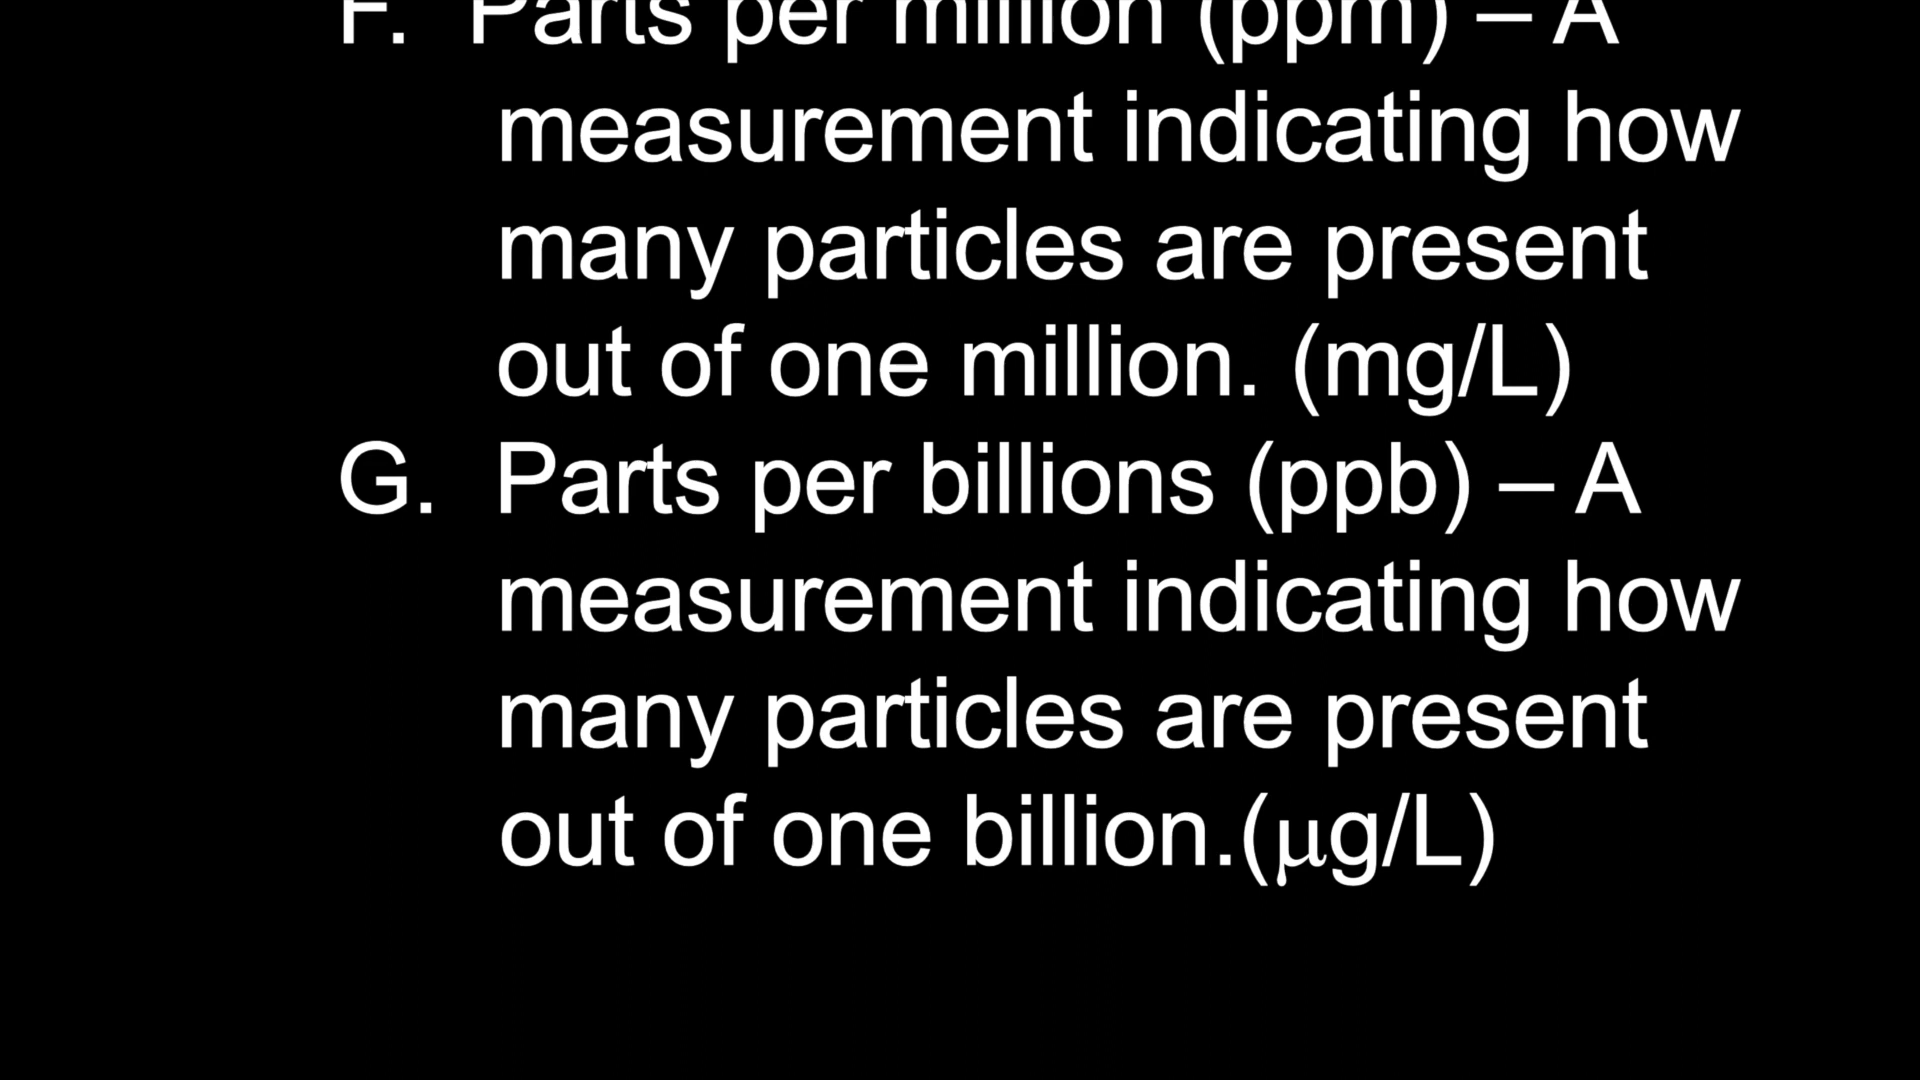 F. Parts per million (ppm) – A
measurement indicating how
many particles are present
out of one million. (mg/L)
G. Parts per billions (ppb) – A
measurement indicating how
many particles are present
out of one billion.(μg/L)